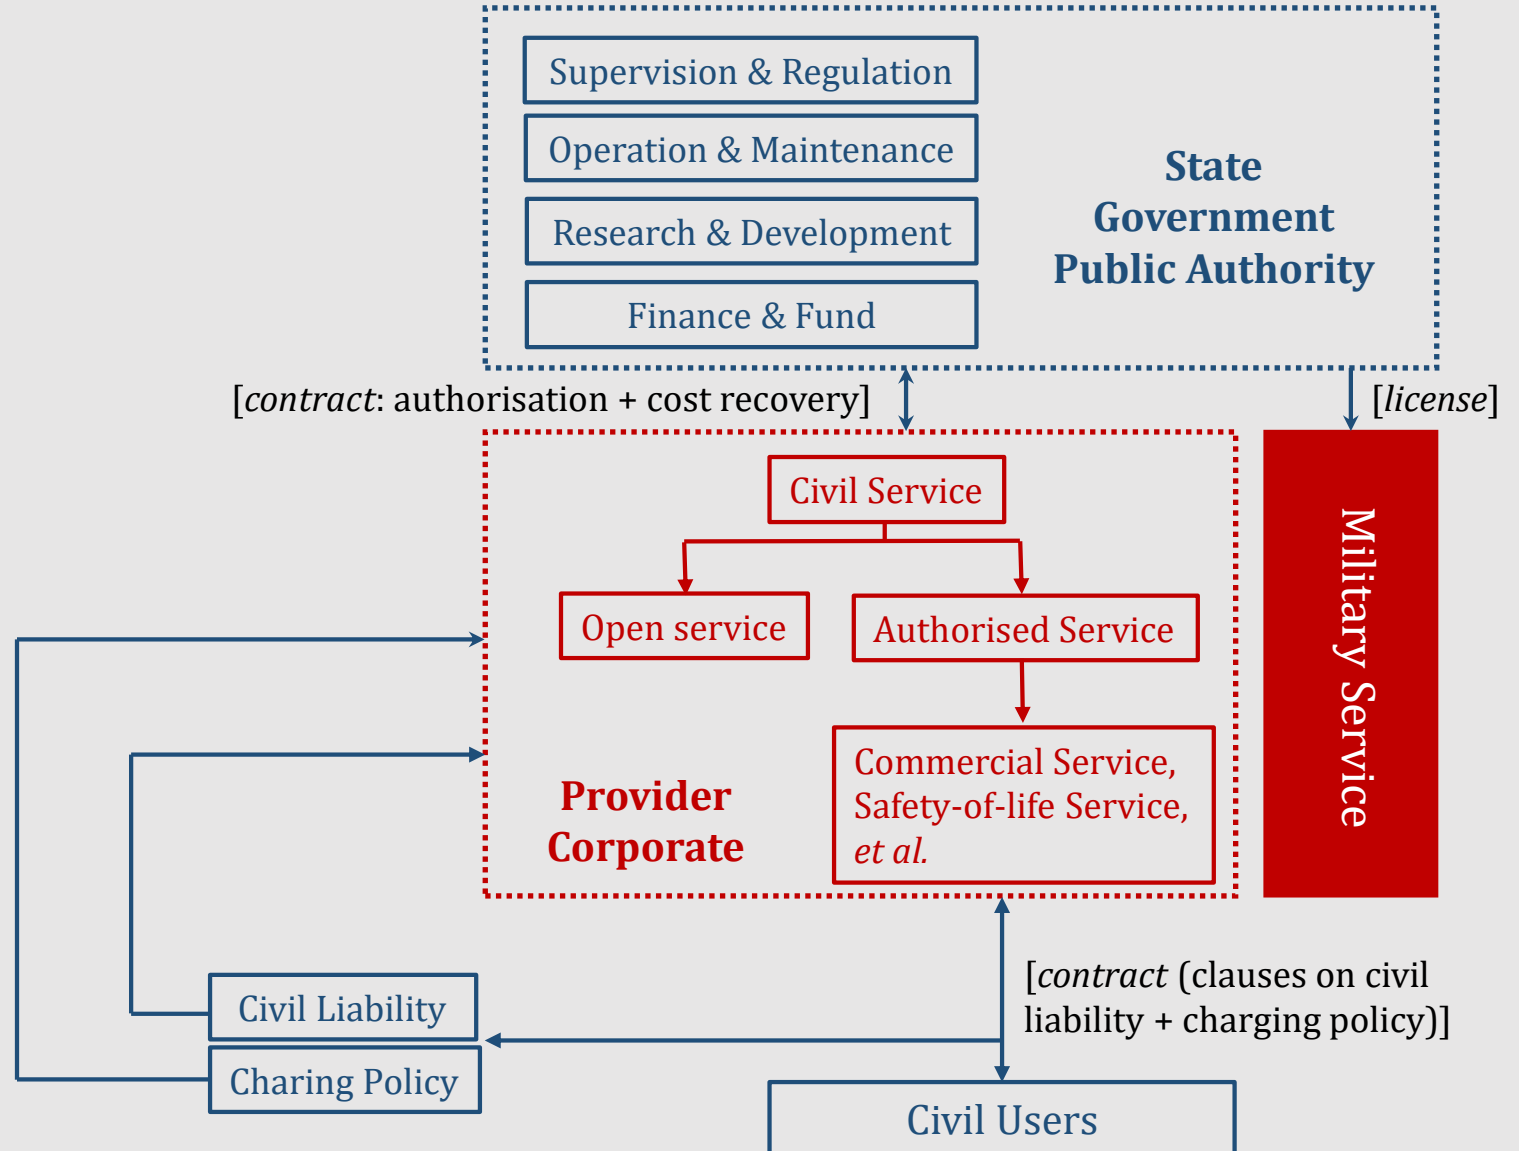 Supervision & Regulation
Operation & Maintenance
Research & Development
Finance & Fund
State
Government
Public Authority
[contract: authorisation + cost recovery]
[license]
Civil Service
Open service
Authorised Service
Commercial Service,
Safety-of-life Service,
et al.
Provider
Corporate
Military Service
[contract (clauses on civil
liability + charging policy)]
Civil Liability
Charing Policy
Civil Users